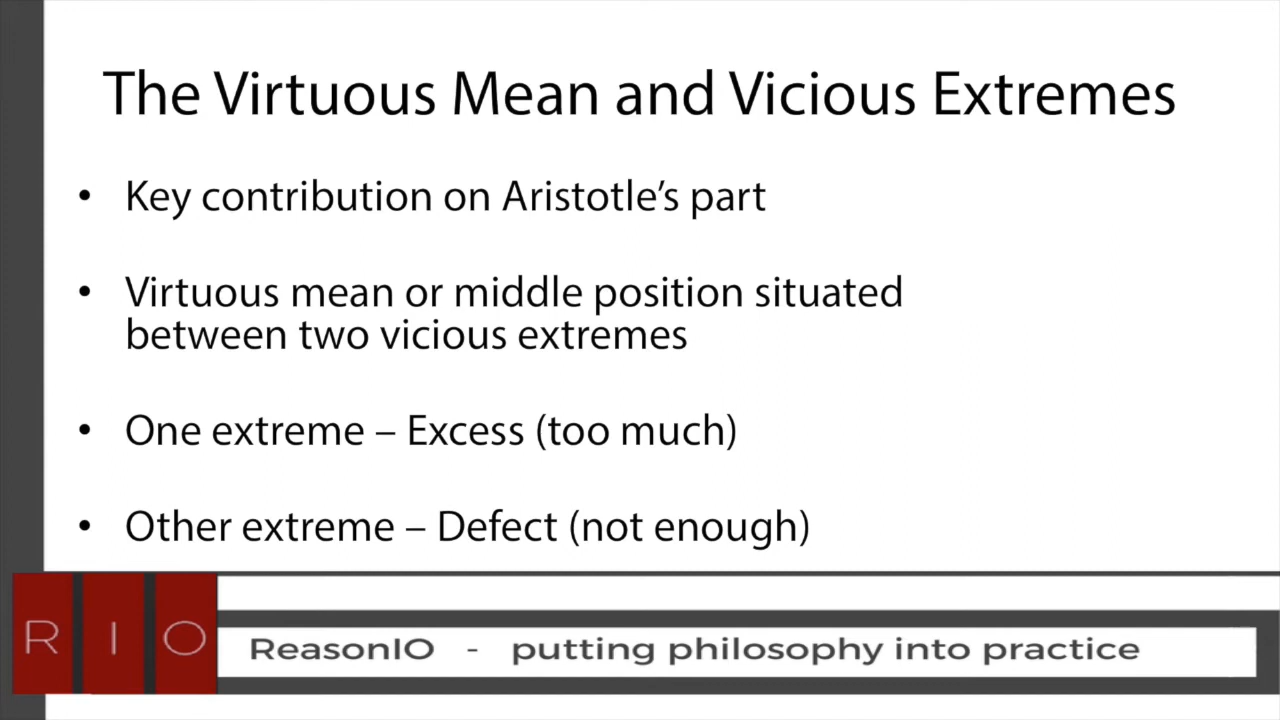 The Virtuous Mean and Vicious Extremes
• Key contribution on Aristotle’s part
• Virtuous mean or middle position situated
between two vicious extremes
• One extreme – Excess (too much)
• Other extreme – Defect (not enough)
R I O
ReasonIO - putting philosophy into practice